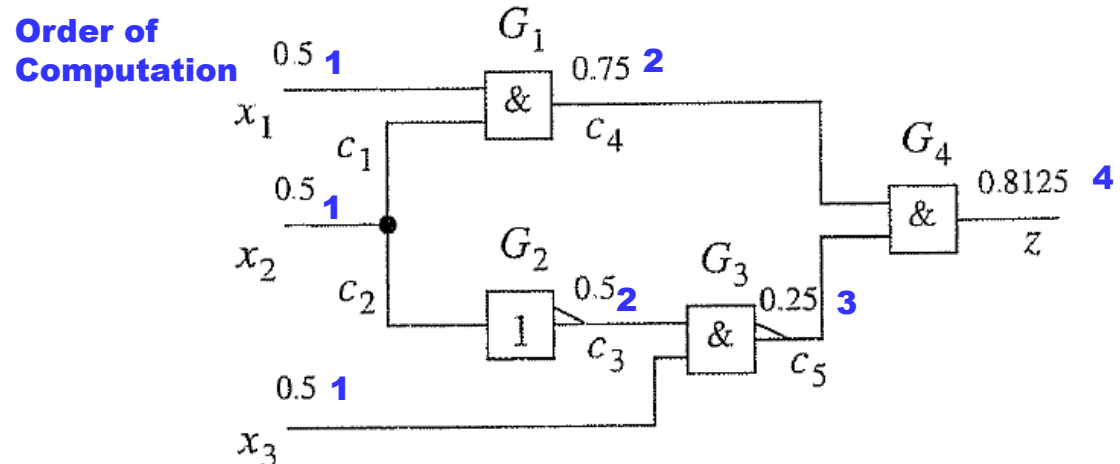 Order of
Computation
G₁
0.5 1
0.75 2
&
x₁
c₁
c₄
G₄
0.5 1
0.8125 4
&
x₂
z
G₂
G₃
c₂
0.5 2
0.25 3
1
&
c₃
c₅
0.5 1
x₃